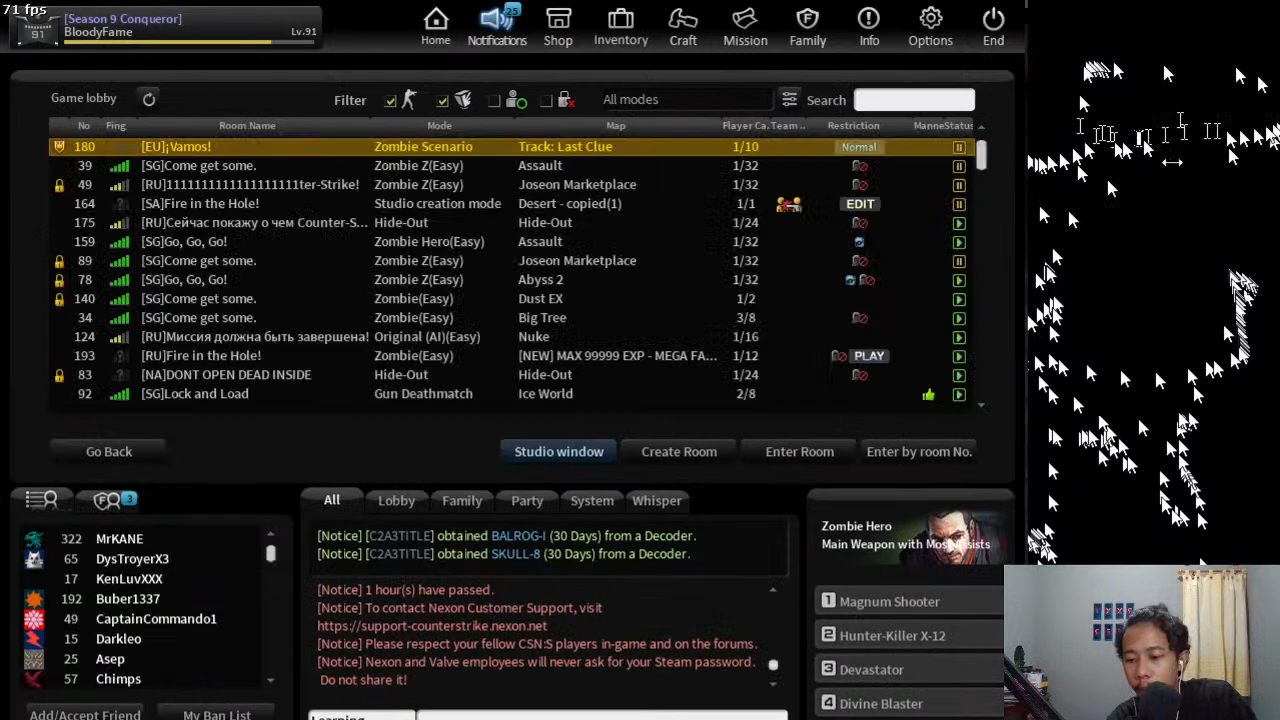 71 fps
[Season 9 Conqueror]
BloodyFame
91
Lv.91
Home
25
Notifications
Shop
Inventory
Craft
Mission
Family
Info
Options
End
Game lobby
Filter
All modes
Search
No Ping Room Name Mode Map Player Ca.. Team .. Restriction Manne Status
180 [EU]¡Vamos! Zombie Scenario Track: Last Clue 1/10 Normal
39 [SG]Come get some. Zombie Z(Easy) Assault 1/32
49 [RU]1111111111111111111ter-Strike! Zombie Z(Easy) Joseon Marketplace 1/32
164 [SA]Fire in the Hole! Studio creation mode Desert - copied(1) 1/1 EDIT
175 [RU]Сейчас покажу о чем Counter-S... Hide-Out Hide-Out 1/24
159 [SG]Go, Go, Go! Zombie Hero(Easy) Assault 1/32
89 [SG]Come get some. Zombie Z(Easy) Joseon Marketplace 1/32
78 [SG]Go, Go, Go! Zombie Z(Easy) Abyss 2 1/32
140 [SG]Come get some. Zombie(Easy) Dust EX 1/2
34 [SG]Come get some. Zombie(Easy) Big Tree 3/8
124 [RU]Миссия должна быть завершена! Original (AI)(Easy) Nuke 1/16
193 [RU]Fire in the Hole! Zombie(Easy) [NEW] MAX 99999 EXP - MEGA FA... 1/12 PLAY
83 [NA]DONT OPEN DEAD INSIDE Hide-Out Hide-Out 1/24
92 [SG]Lock and Load Gun Deathmatch Ice World 2/8
Go Back
Studio window
Create Room
Enter Room
Enter by room No.
3
322 MrKANE
65 DysTroyerX3
17 KenLuvXXX
192 Buber1337
49 CaptainCommando1
15 Darkleo
25 Asep
57 Chimps
Add/Accept Friend
My Ban List
All Lobby Family Party System Whisper
[Notice] [C2A3TITLE] obtained BALROG-I (30 Days) from a Decoder.
[Notice] [C2A3TITLE] obtained SKULL-8 (30 Days) from a Decoder.
[Notice] 1 hour(s) have passed.
[Notice] To contact Nexon Customer Support, visit
https://support-counterstrike.nexon.net
[Notice] Please respect your fellow CSN:S players in-game and on the forums.
[Notice] Nexon and Valve employees will never ask for your Steam password.
Do not share it!
Learning
Zombie Hero
Main Weapon with Most Assists
1 Magnum Shooter
2 Hunter-Killer X-12
3 Devastator
4 Divine Blaster